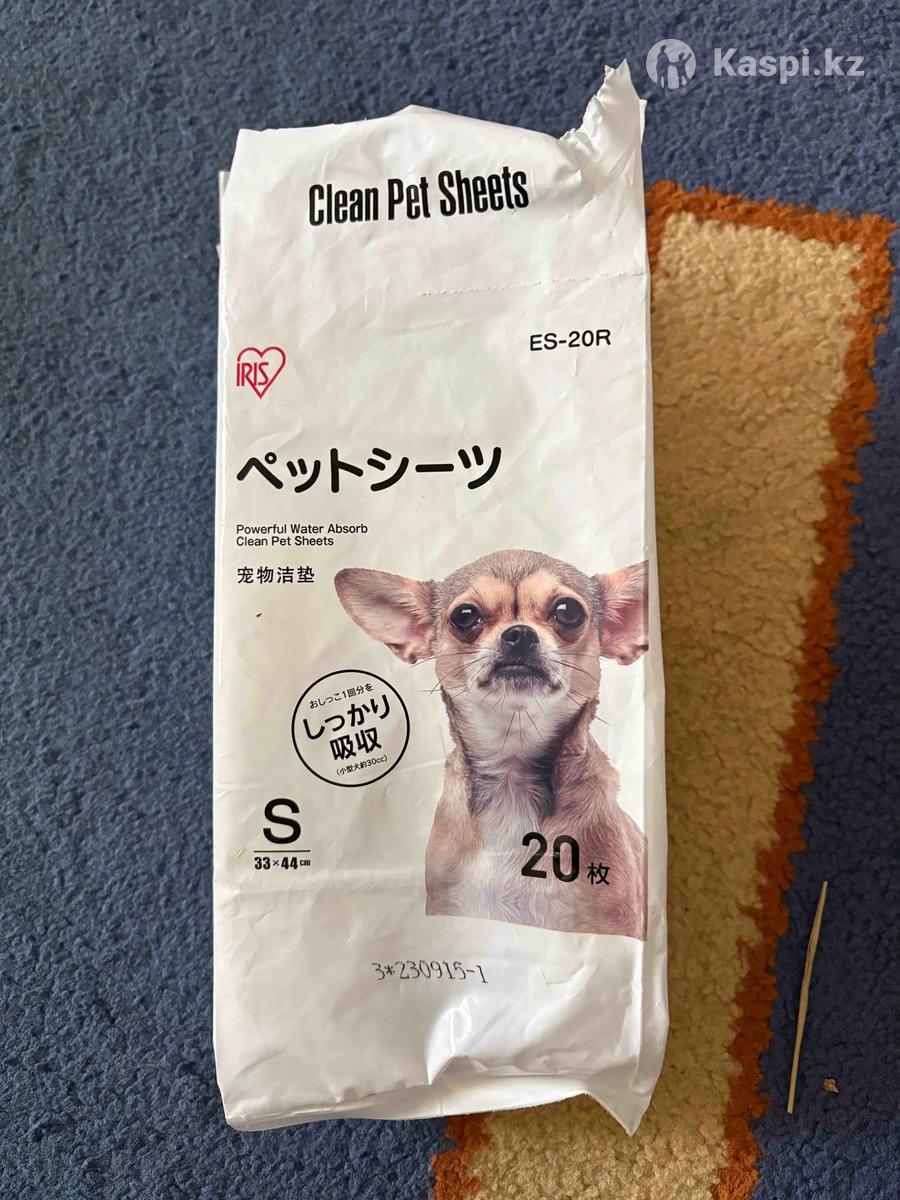 Kaspi.kz
Clean Pet Sheets
ES-20R
IRIS
ペットシーツ
Powerful Water Absorb
Clean Pet Sheets
宠物洁垫
おしっこ1回分を
しっかり
吸収
(小型犬約30cc)
S
33×44cm
20枚
3*230915-1